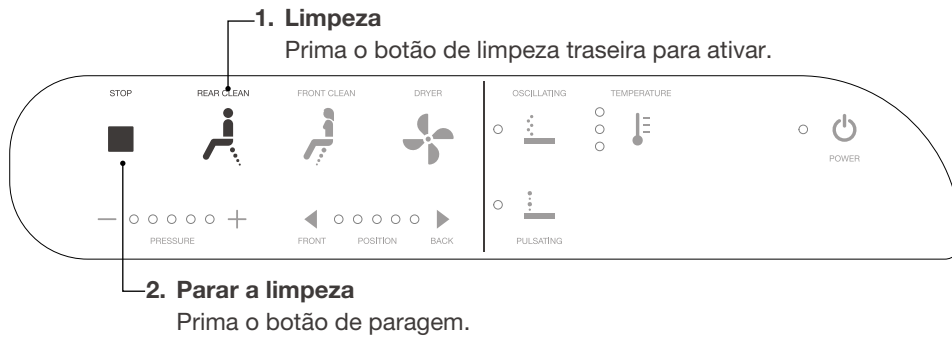 1. Limpeza
Prima o botão de limpeza traseira para ativar.
STOP
REAR CLEAN
FRONT CLEAN
DRYER
OSCILLATING
TEMPERATURE
POWER
PRESSURE
FRONT
POSITION
BACK
PULSATING
2. Parar a limpeza
Prima o botão de paragem.